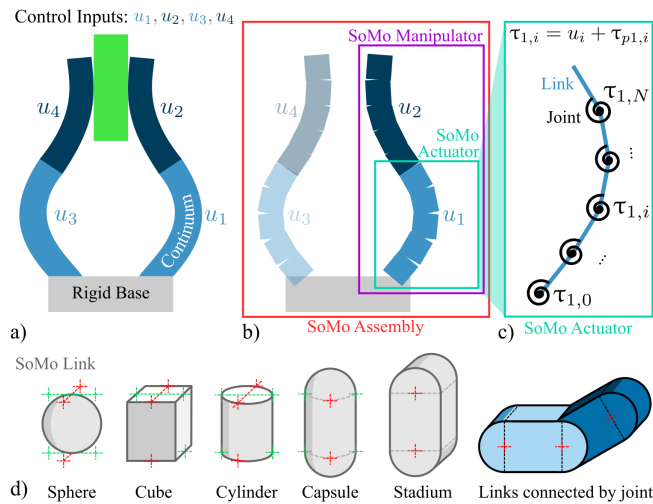 Control Inputs: u₁, u₂, u₃, u₄
u₄
u₂
u₃
u₁
Continuum
Rigid Base
a)
SoMo Manipulator
u₄
u₂
SoMo
Actuator
u₃
u₁
b)
SoMo Assembly
τ₁,ᵢ = uᵢ + τₚ₁,ᵢ
Link
τ₁,N
Joint
...
τ₁,ᵢ
...
τ₁,₀
c)
SoMo Actuator
SoMo Link
d)
Sphere
Cube
Cylinder
Capsule
Stadium
Links connected by joint